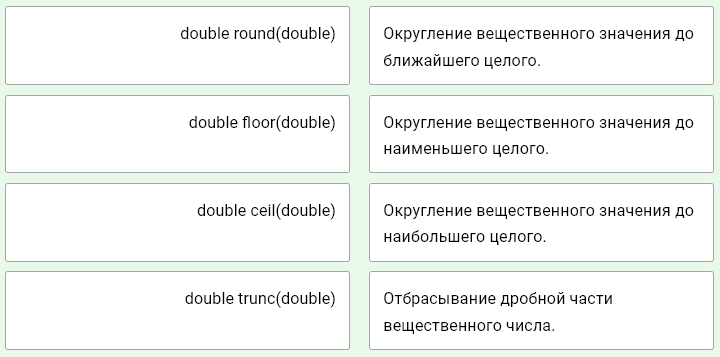 double round(double)
Округление вещественного значения до
ближайшего целого.
double floor(double)
Округление вещественного значения до
наименьшего целого.
double ceil(double)
Округление вещественного значения до
наибольшего целого.
double trunc(double)
Отбрасывание дробной части
вещественного числа.